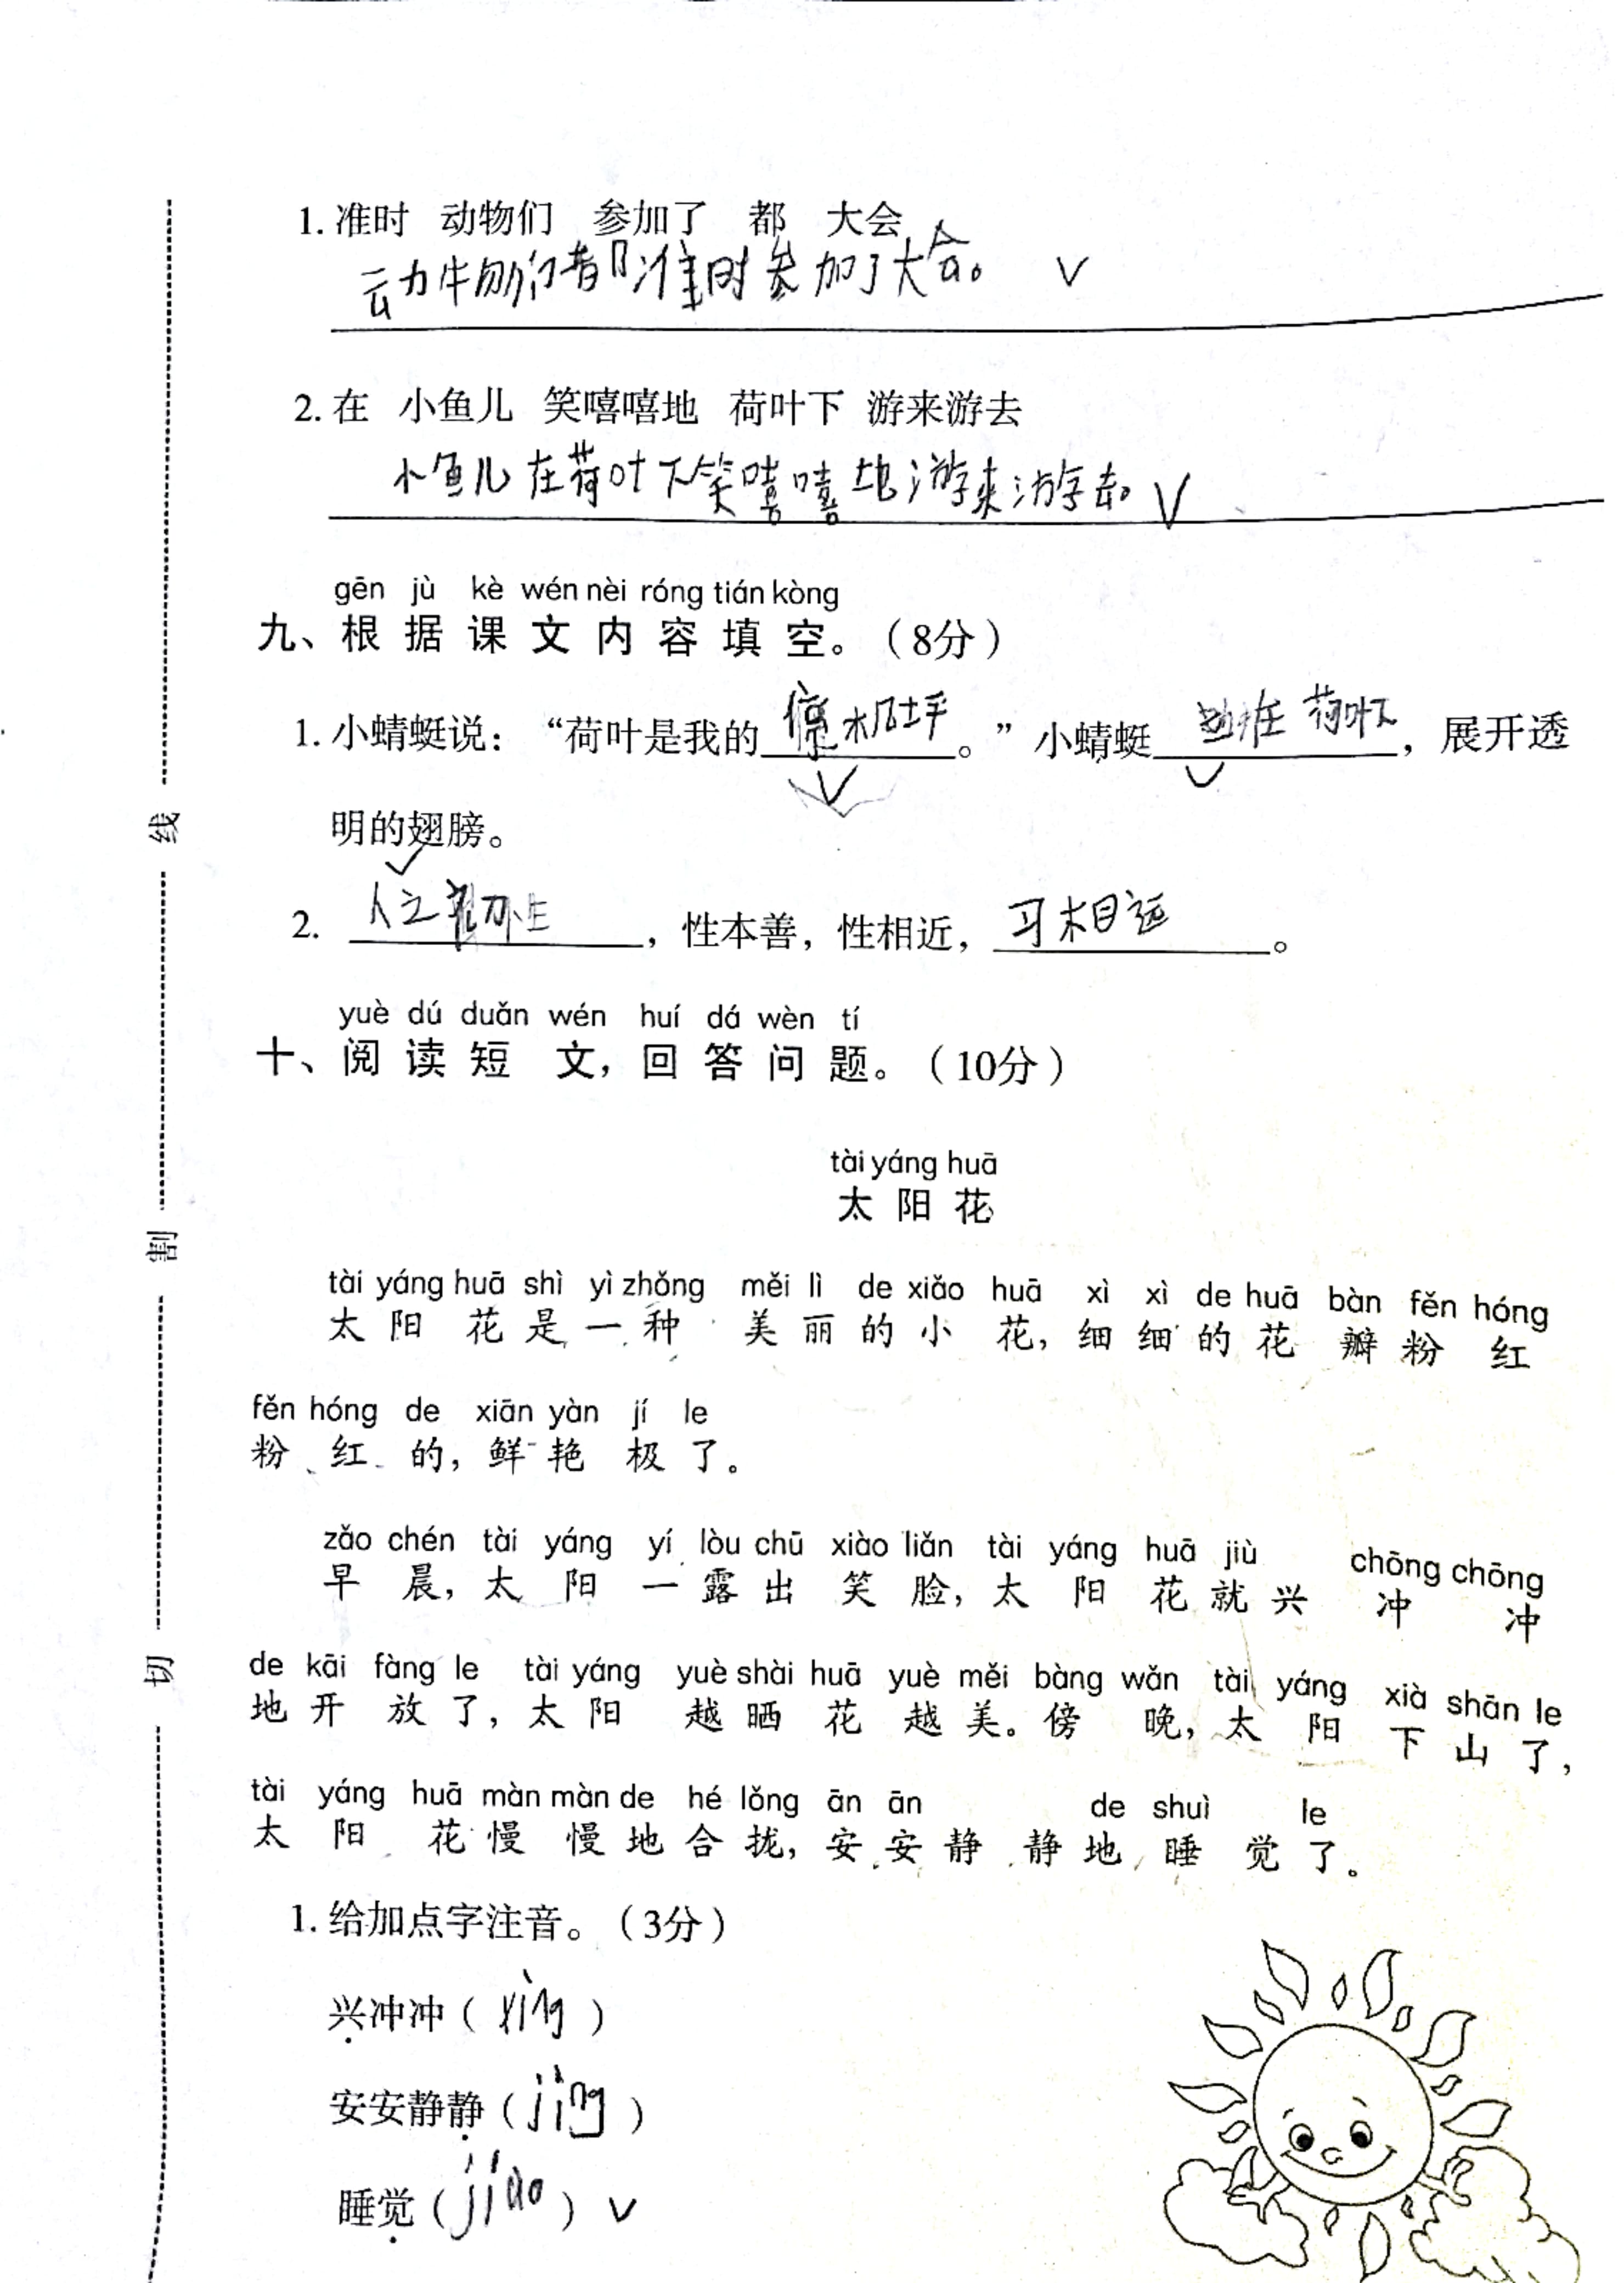 1. 准时 动物们 参加了 都 大会
动物们都准时参加了大会。 √
2. 在 小鱼儿 笑嘻嘻地 荷叶下 游来游去
小鱼儿在荷叶下笑嘻嘻地游来游去。 √
gēn jù kè wén nèi róng tián kòng
九、根据课文内容填空。（8分）
1. 小蜻蜓说：“荷叶是我的停机坪。”小蜻蜓，展开透
明的翅膀。
2. 人之初性，性本善，性相近，习相远。
yuè dú duǎn wén huí dá wèn tí
十、阅读短文，回答问题。（10分）
tài yáng huā
太阳花
tài yáng huā shì yì zhǒng měi lì de xiǎo huā xì xì de huā bàn fěn hóng
太阳花是一种美丽的小花，细细的花瓣粉红
fěn hóng de xiān yàn jí le
粉红的，鲜艳极了。
zǎo chén tài yáng yí lòu chū xiào liǎn tài yáng huā jiù chōng chōng
早晨，太阳一露出笑脸，太阳花就兴冲冲
de kāi fàng le tài yáng yuè shài huā yuè měi bàng wǎn tài yáng xià shān le
地开放了，太阳越晒花越美。傍晚，太阳下山了，
tài yáng huā màn màn de hé lǒng ān ān de shuì le
太阳花慢慢地合拢，安安静静地睡觉了。
1. 给加点字注音。（3分）
兴冲冲（xìng）
安安静静（jìng）
睡觉（jiào） √
线
割
切